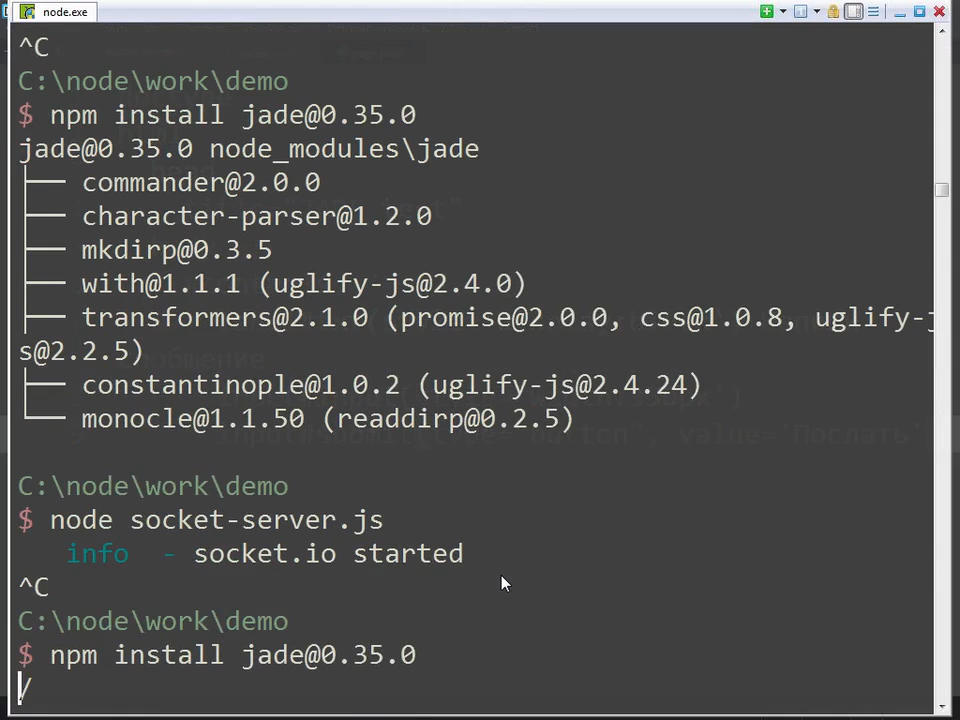 node.exe
^C
C:\node\work\demo
$ npm install jade@0.35.0
jade@0.35.0 node_modules\jade
├── commander@2.0.0
├── character-parser@1.2.0
├── mkdirp@0.3.5
├── with@1.1.1 (uglify-js@2.4.0)
├── transformers@2.1.0 (promise@2.0.0, css@1.0.8, uglify-j
s@2.2.5)
├── constantinople@1.0.2 (uglify-js@2.4.24)
└── monocle@1.1.50 (readdirp@0.2.5)
C:\node\work\demo
$ node socket-server.js
info - socket.io started
^C
C:\node\work\demo
$ npm install jade@0.35.0
/